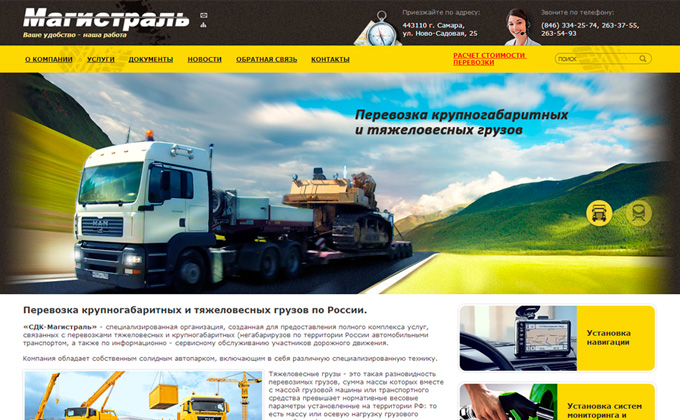 Магистраль
Ваше удобство - наша работа
Приезжайте по адресу:
443110 г. Самара,
ул. Ново-Садовая, 25
Звоните по телефону:
(846) 334-25-74, 263-37-55,
263-54-93
О КОМПАНИИ УСЛУГИ ДОКУМЕНТЫ НОВОСТИ ОБРАТНАЯ СВЯЗЬ КОНТАКТЫ
РАСЧЕТ СТОИМОСТИ
ПЕРЕВОЗКИ
ПОИСК
Перевозка крупногабаритных
и тяжеловесных грузов
MAN
Перевозка крупногабаритных и тяжеловесных грузов по России.
«СДК-Магистраль» - специализированная организация, созданная для предоставления полного комплекса услуг,
связанных с перевозками тяжеловесных и крупногабаритных (негабаризуров по территории России автомобильными
транспортом, а также по информационно - сервисному обслуживанию участников дорожного движения.
Компания обладает собственным солидным автопарком, включающим в себя различную специализированную технику.
Тяжеловесные грузы - это такая разновидность
перевозимых грузов, сумма массы которых вместе
с массой грузовой машины или транспортного
средства превышает нормативные весовые
параметры установленные на территории РФ: то
есть массу или осевую нагрузку грузового
Установка
навигации
Установка систем
мониторинга и